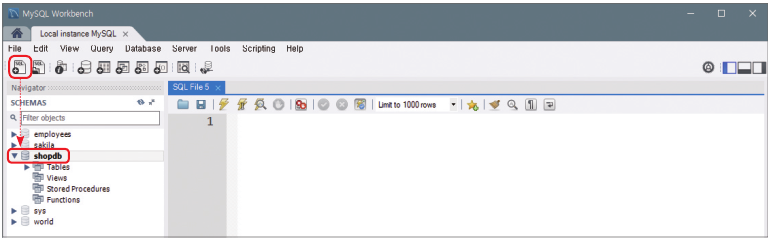 MySQL Workbench
Local instance MySQL ×
File Edit View Query Database Server Tools Scripting Help
Navigator
SQL File 5 ×
SCHEMAS
Limit to 1000 rows
Filter objects
1
employees
sakila
shopdb
Tables
Views
Stored Procedures
Functions
sys
world